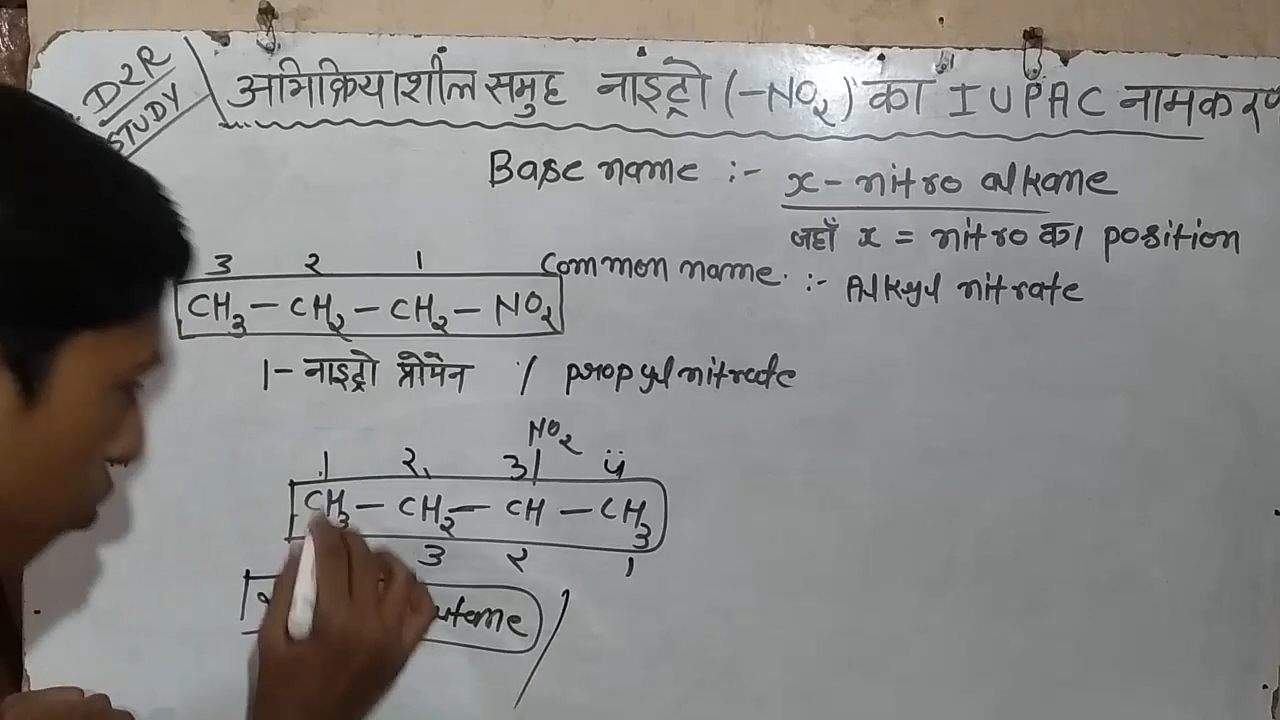 D2R
STUDY
अभिक्रियाशील समुह नाइट्रो (-NO2) का IUPAC नामकरण
Base name :- x-nitro alkane
जहाँ x = nitro का position
Common name :- Alkyl nitrate
3 2 1
CH3 - CH2 - CH2 - NO2
1- नाइट्रो प्रोपेन / propyl nitrate
NO2
1 2 3 4
CH3 - CH2 - CH - CH3
3 2 1
/